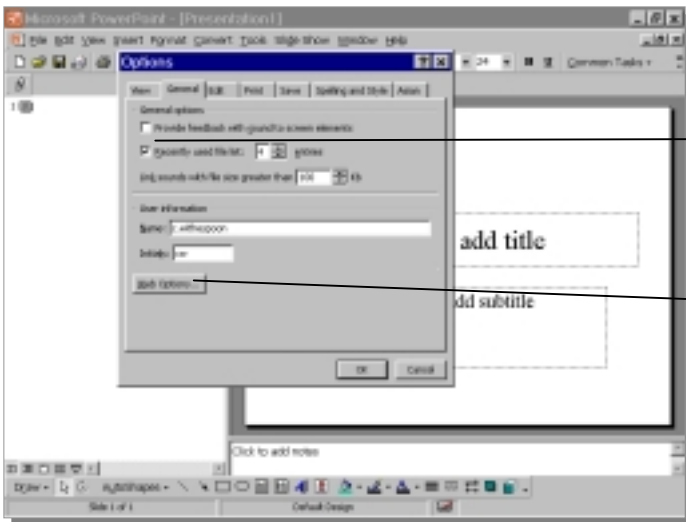 Microsoft PowerPoint - [Presentation1]
File Edit View Insert Format Convert Tools Slide Show Window Help
Options
24
Common Tasks
View General Edit Print Save Spelling and Style Asian
General options
Provide feedback with sound to screen elements
Recently used file list: 4 entries
Link sounds with file size greater than 100 Kb
User information
Name:
Initials:
Web Options...
OK Cancel
1
add title
dd subtitle
Click to add notes
Draw AutoShapes
Slide 1 of 1 Default Design